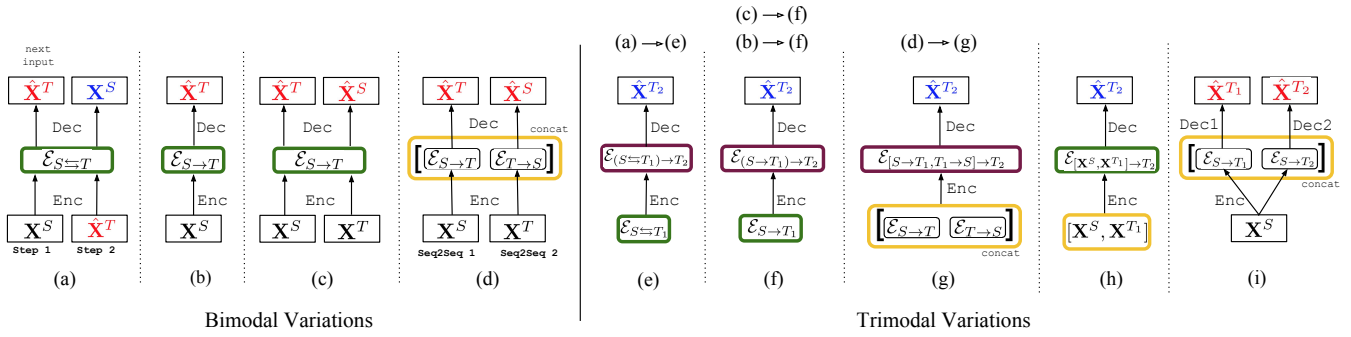 (c) → (f)
(a) → (e) (b) → (f) (d) → (g)
next
input
X̂^T X^S X̂^T X̂^T X̂^S X̂^T X̂^S X̂^{T_2} X̂^{T_2} X̂^{T_2} X̂^{T_2} X̂^{T_1} X̂^{T_2}
Dec Dec Dec Dec concat Dec Dec Dec Dec Dec1 Dec2
ℰ_{S⇆T} ℰ_{S→T} ℰ_{S→T} [ℰ_{S→T} ℰ_{T→S}] ℰ_{(S⇆T_1)→T_2} ℰ_{(S→T_1)→T_2} ℰ_{[S→T_1,T_1→S]→T_2} ℰ_{[X^S,X^{T_1}]→T_2} [ℰ_{S→T_1} ℰ_{S→T_2}]
concat
Enc Enc Enc Enc Enc Enc Enc Enc Enc
X^S X̂^T X^S X^S X^T X^S X^T ℰ_{S⇆T_1} ℰ_{S→T_1} [ℰ_{S→T} ℰ_{T→S}] [X^S, X^{T_1}] X^S
Step 1 Step 2 Seq2Seq 1 Seq2Seq 2 concat
(a) (b) (c) (d) (e) (f) (g) (h) (i)
Bimodal Variations Trimodal Variations